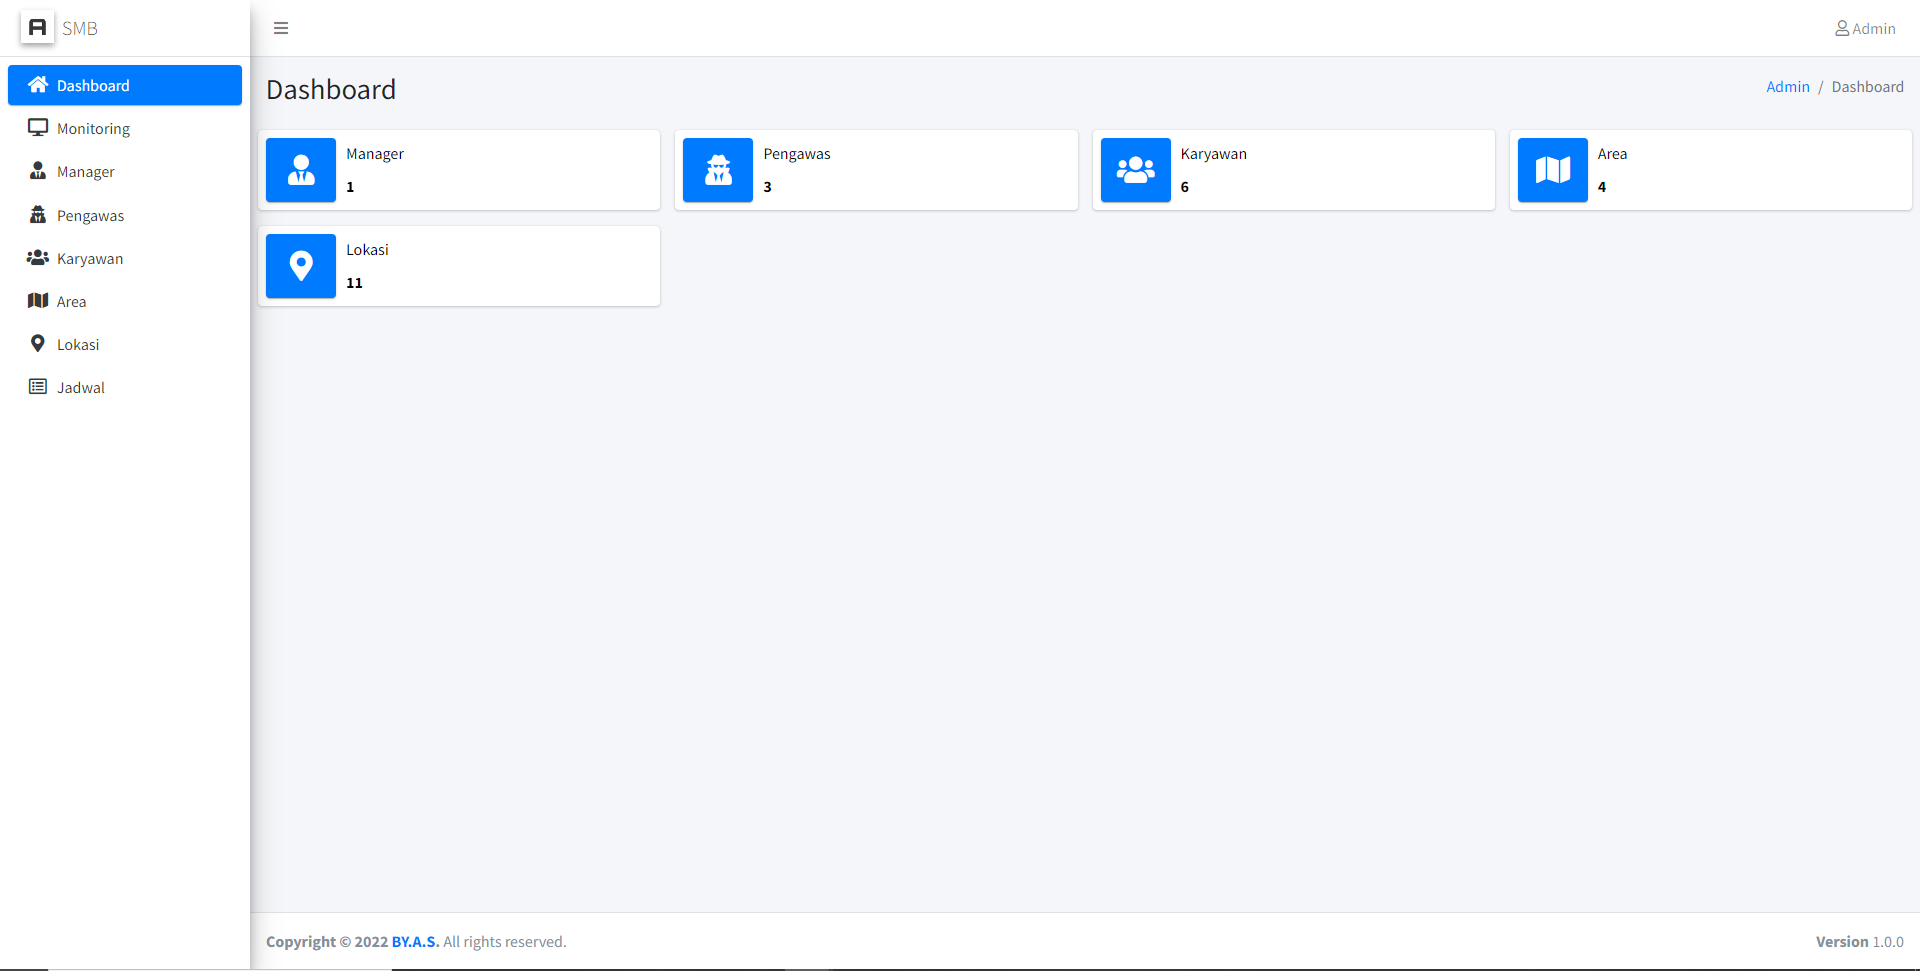 A SMB
Admin
Dashboard
Monitoring
Manager
Pengawas
Karyawan
Area
Lokasi
Jadwal
Dashboard
Admin / Dashboard
Manager
1
Pengawas
3
Karyawan
6
Area
4
Lokasi
11
Copyright © 2022 BY.A.S. All rights reserved.
Version 1.0.0